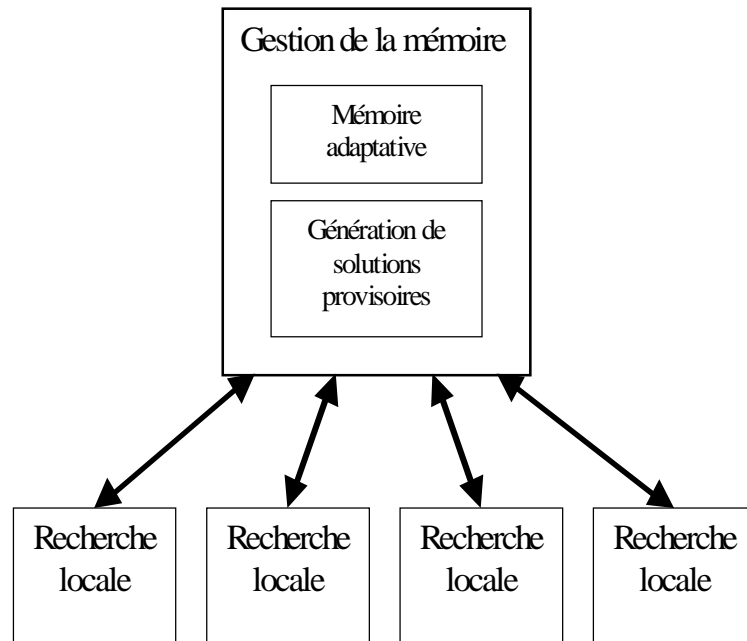 Gestion de la mémoire
Mémoire
adaptative
Génération de
solutions
provisoires
Recherche
locale
Recherche
locale
Recherche
locale
Recherche
locale